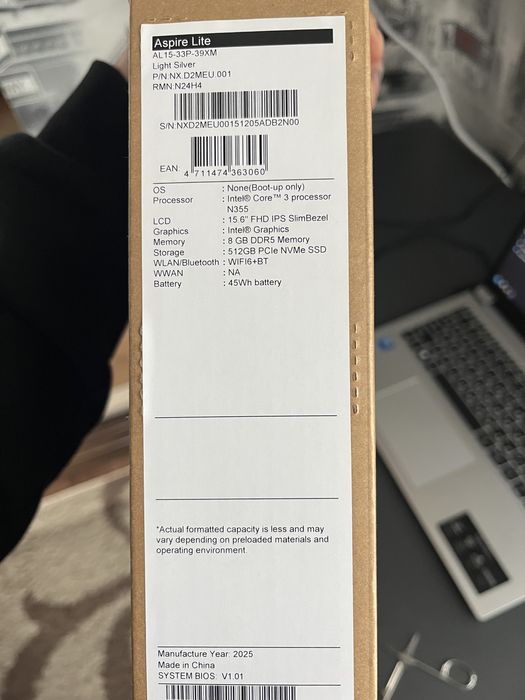 Aspire Lite
AL15-33P-39XM
Light Silver
P/N:NX.D2MEU.001
RMN:N24H4
S/N:NXD2MEU00151205ADB2N00
EAN: 4 711474 363060
OS : None(Boot-up only)
Processor : Intel® Core™ 3 processor
N355
LCD : 15.6" FHD IPS SlimBezel
Graphics : Intel® Graphics
Memory : 8 GB DDR5 Memory
Storage : 512GB PCIe NVMe SSD
WLAN/Bluetooth : WIFI6+BT
WWAN : NA
Battery : 45Wh battery
*Actual formatted capacity is less and may
vary depending on preloaded materials and
operating environment.
Manufacture Year: 2025
Made in China
SYSTEM BIOS: V1.01